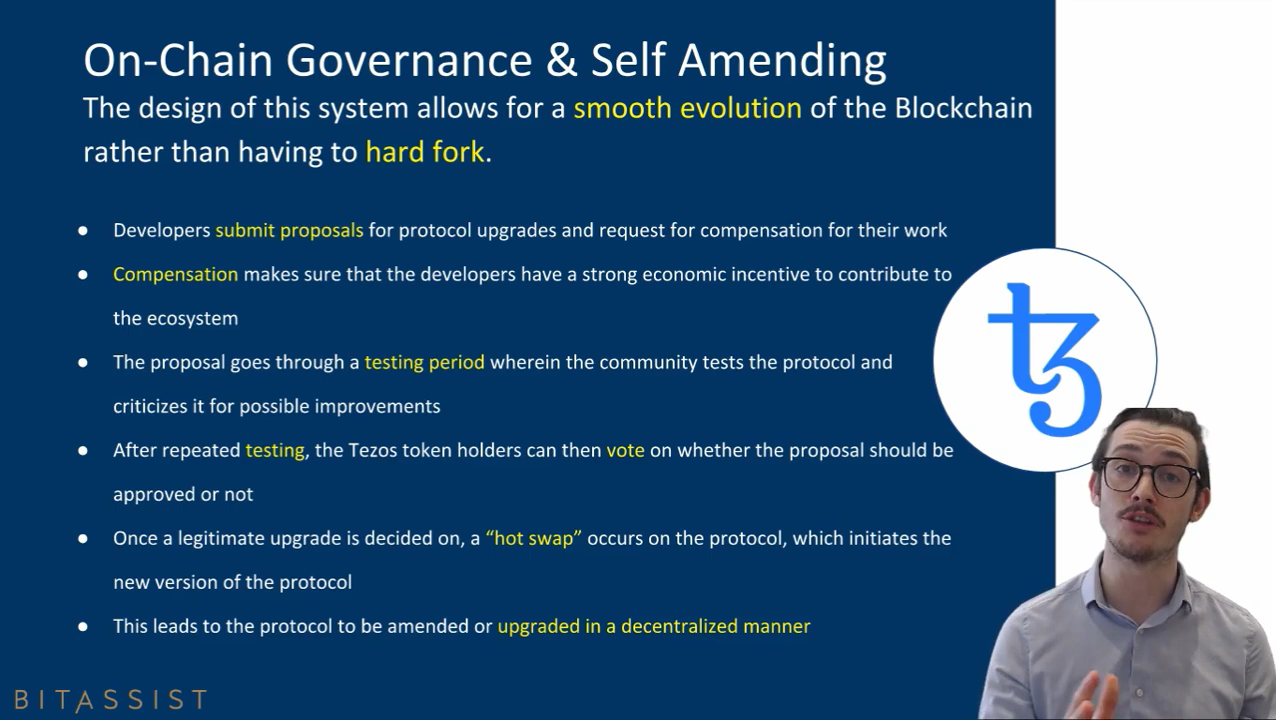 On-Chain Governance & Self Amending
The design of this system allows for a smooth evolution of the Blockchain
rather than having to hard fork.
● Developers submit proposals for protocol upgrades and request for compensation for their work
● Compensation makes sure that the developers have a strong economic incentive to contribute to
the ecosystem
● The proposal goes through a testing period wherein the community tests the protocol and
criticizes it for possible improvements
● After repeated testing, the Tezos token holders can then vote on whether the proposal should be
approved or not
● Once a legitimate upgrade is decided on, a “hot swap” occurs on the protocol, which initiates the
new version of the protocol
● This leads to the protocol to be amended or upgraded in a decentralized manner
BITASSIST